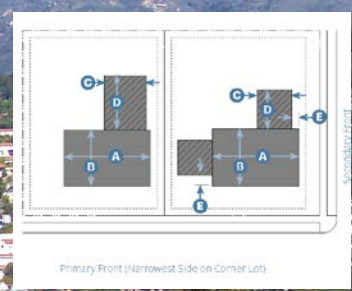 C
D
A
B
C
D
E
A
B
E
Secondary Front
Primary Front (Narrowest Side on Corner Lot)